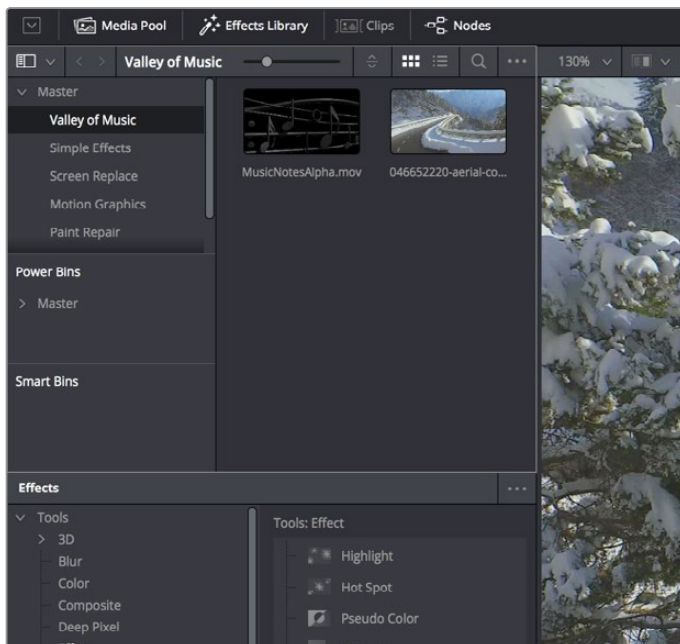 Media Pool Effects Library Clips Nodes
Valley of Music 130%
Master
Valley of Music
Simple Effects
Screen Replace
Motion Graphics
Paint Repair
MusicNotesAlpha.mov 046652220-aerial-co...
Power Bins
Master
Smart Bins
Effects
Tools
3D
Blur
Color
Composite
Deep Pixel
Tools: Effect
Highlight
Hot Spot
Pseudo Color